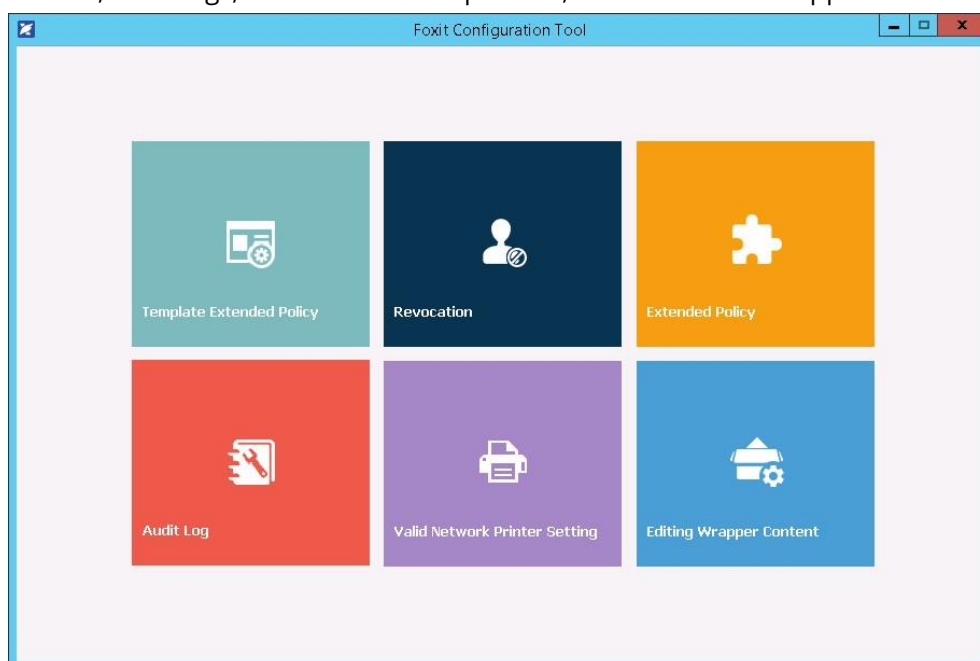 Foxit Configuration Tool
Template Extended Policy
Revocation
Extended Policy
Audit Log
Valid Network Printer Setting
Editing Wrapper Content